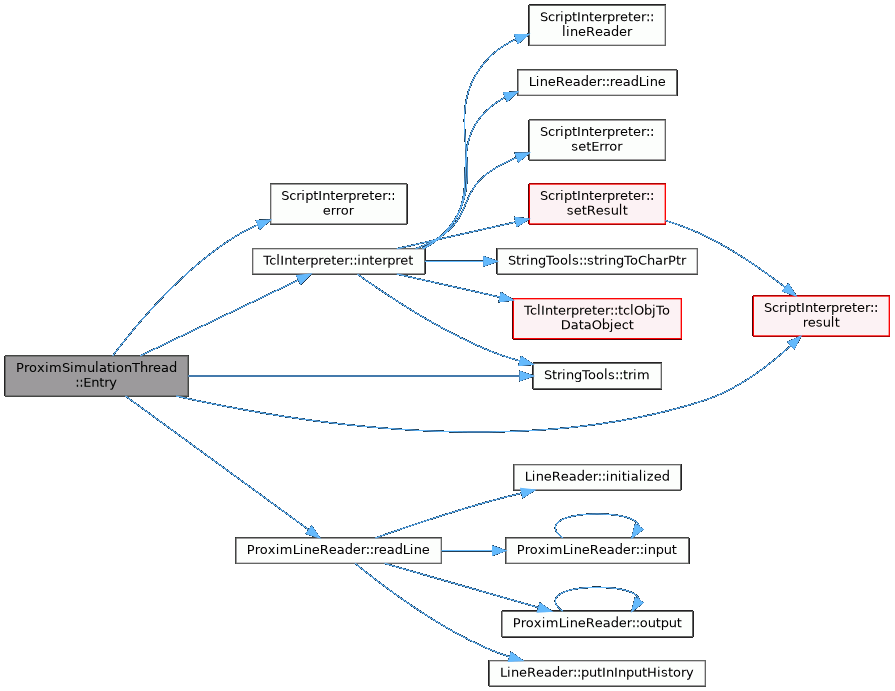 ScriptInterpreter::
lineReader
LineReader::readLine
ScriptInterpreter::
setError
ScriptInterpreter::
error
ScriptInterpreter::
setResult
TclInterpreter::interpret
StringTools::stringToCharPtr
TclInterpreter::tclObjTo
DataObject
ScriptInterpreter::
result
ProximSimulationThread
::Entry
StringTools::trim
LineReader::initialized
ProximLineReader::readLine
ProximLineReader::input
ProximLineReader::output
LineReader::putInInputHistory